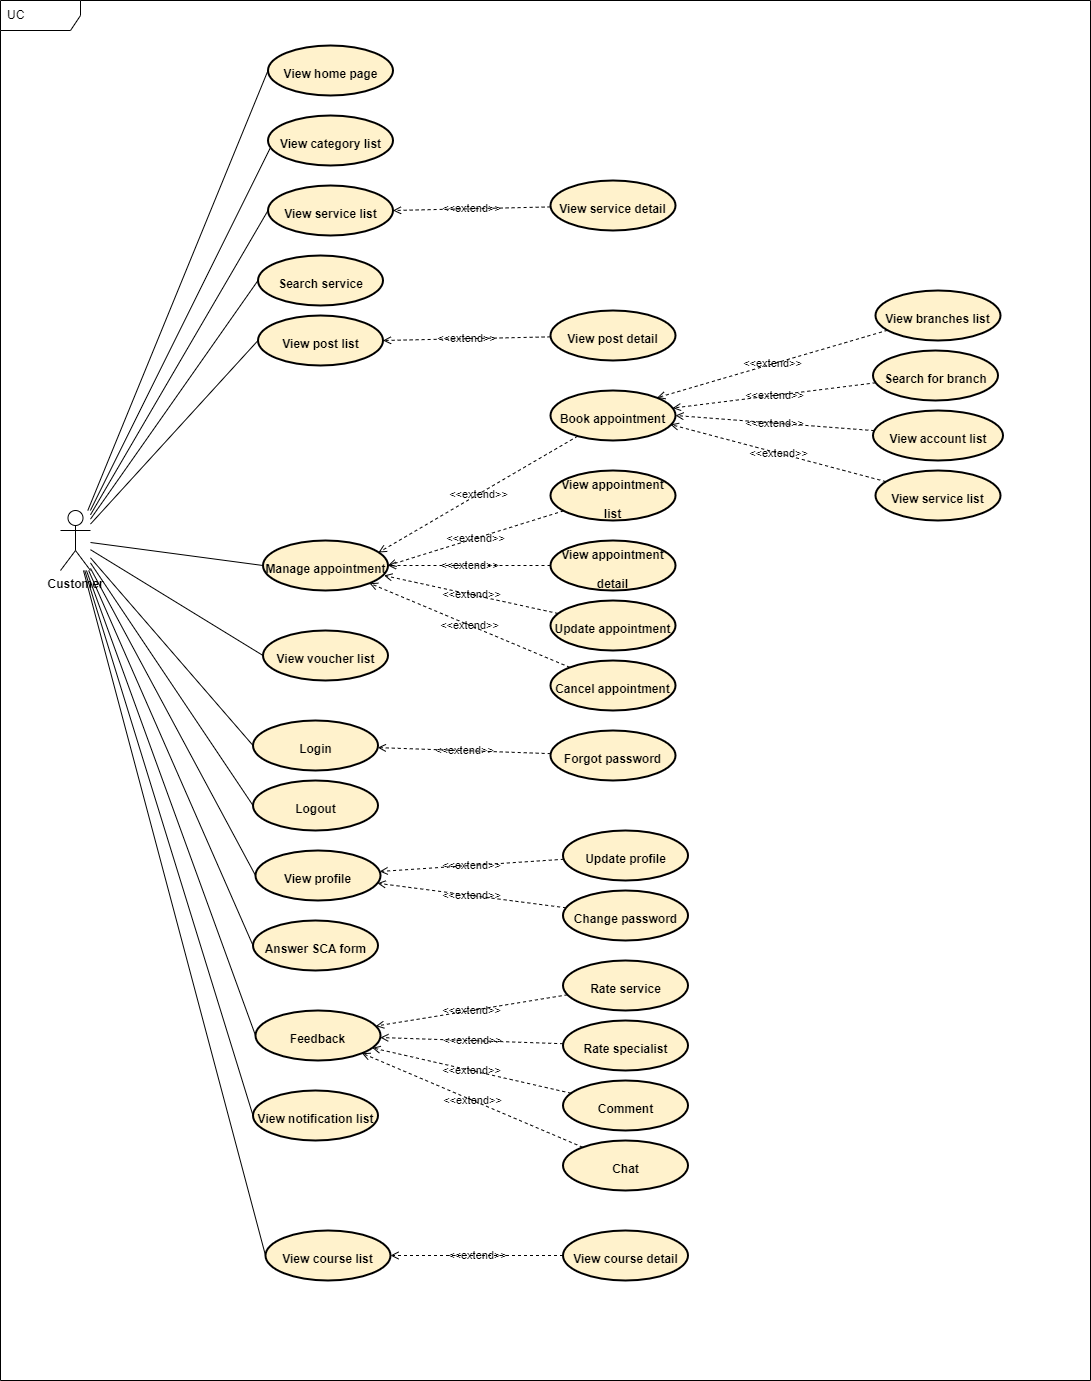 UC
View home page
View category list
View service list
<<extend>>
View service detail
Search service
View post list
<<extend>>
View post detail
View branches list
<<extend>>
Search for branch
<<extend>>
Book appointment
<<extend>>
View account list
<<extend>>
View service list
<<extend>>
View appointment
list
Customer
Manage appointment
<<extend>>
<<extend>>
View appointment
detail
<<extend>>
Update appointment
<<extend>>
Cancel appointment
View voucher list
Login
<<extend>>
Forgot password
Logout
View profile
<<extend>>
Update profile
<<extend>>
Change password
Answer SCA form
Feedback
<<extend>>
Rate service
<<extend>>
Rate specialist
<<extend>>
Comment
<<extend>>
Chat
View notification list
View course list
<<extend>>
View course detail